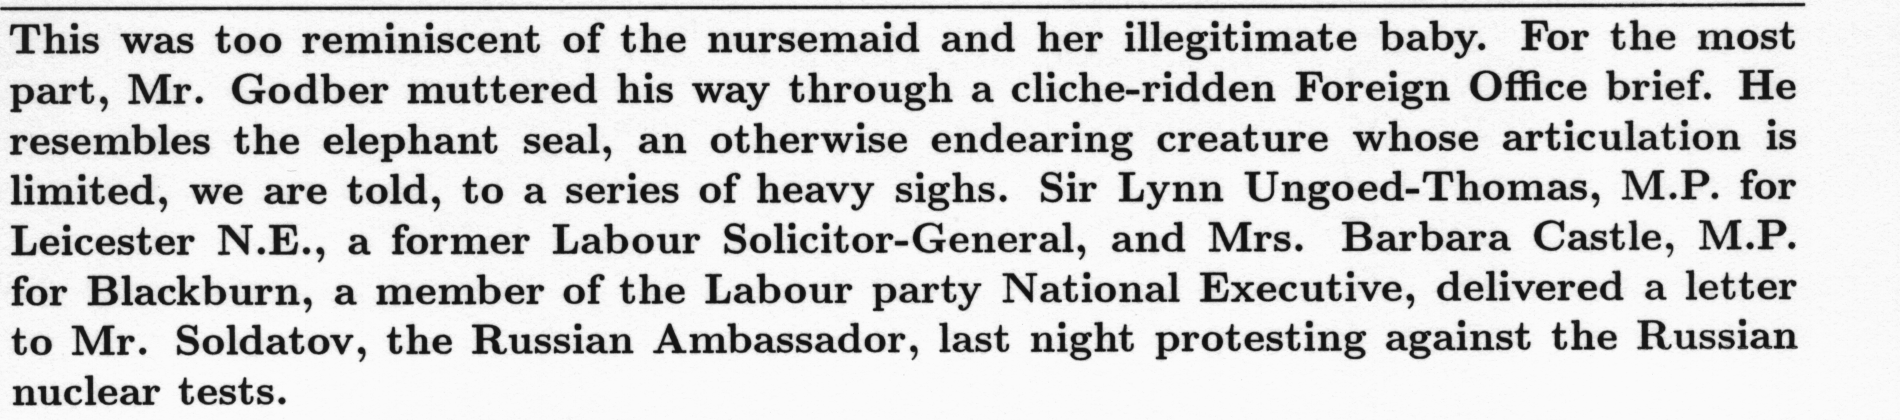 This was too reminiscent of the nursemaid and her illegitimate baby. For the most
part, Mr. Godber muttered his way through a cliche-ridden Foreign Office brief. He
resembles the elephant seal, an otherwise endearing creature whose articulation is
limited, we are told, to a series of heavy sighs. Sir Lynn Ungoed-Thomas, M.P. for
Leicester N.E., a former Labour Solicitor-General, and Mrs. Barbara Castle, M.P.
for Blackburn, a member of the Labour party National Executive, delivered a letter
to Mr. Soldatov, the Russian Ambassador, last night protesting against the Russian
nuclear tests.